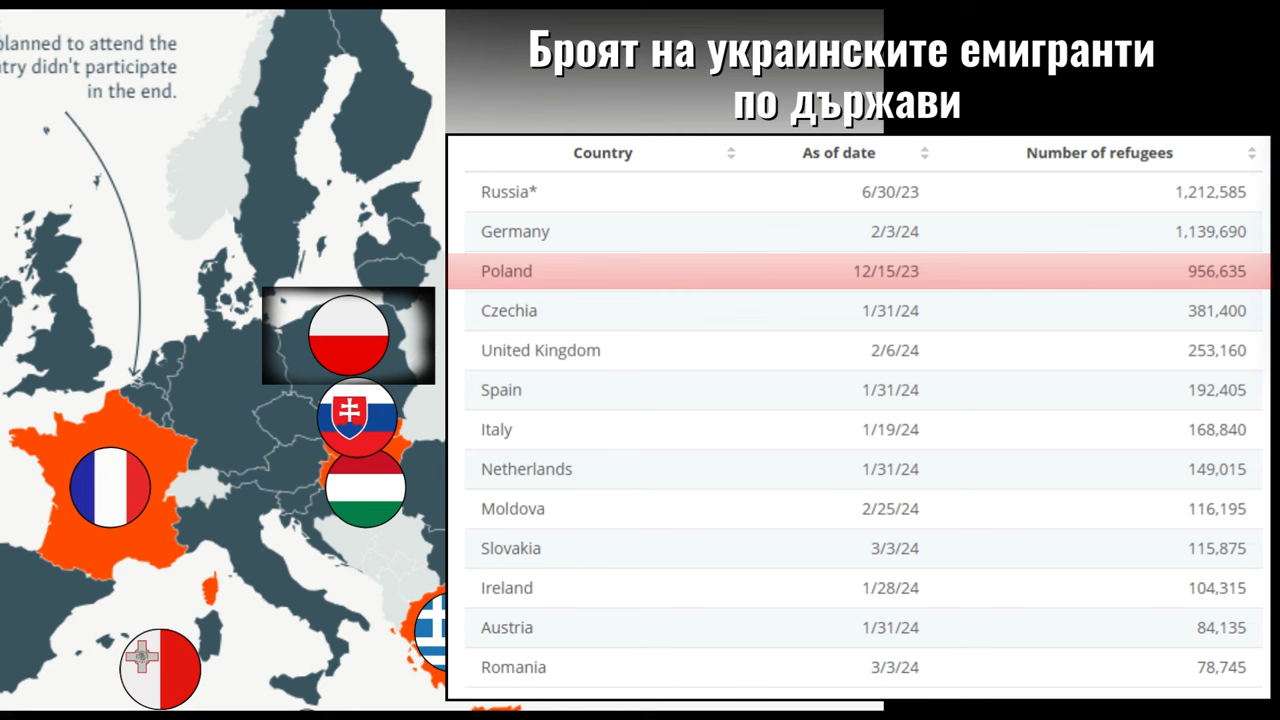 planned to attend the
try didn't participate
in the end.
Броят на украинските емигранти
по държави
Country As of date Number of refugees
Russia* 6/30/23 1,212,585
Germany 2/3/24 1,139,690
Poland 12/15/23 956,635
Czechia 1/31/24 381,400
United Kingdom 2/6/24 253,160
Spain 1/31/24 192,405
Italy 1/19/24 168,840
Netherlands 1/31/24 149,015
Moldova 2/25/24 116,195
Slovakia 3/3/24 115,875
Ireland 1/28/24 104,315
Austria 1/31/24 84,135
Romania 3/3/24 78,745